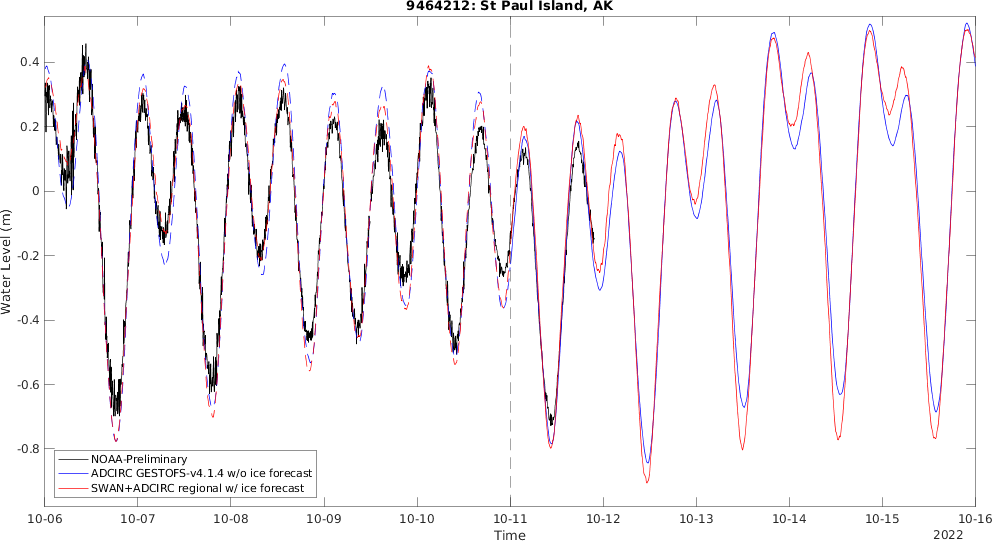 9464212: St Paul Island, AK
0.4
0.2
0
-0.2
-0.4
-0.6
-0.8
Water Level (m)
NOAA-Preliminary
ADCIRC GESTOFS-v4.1.4 w/o ice forecast
SWAN+ADCIRC regional w/ ice forecast
10-06 10-07 10-08 10-09 10-10 10-11 10-12 10-13 10-14 10-15 10-16
Time
2022